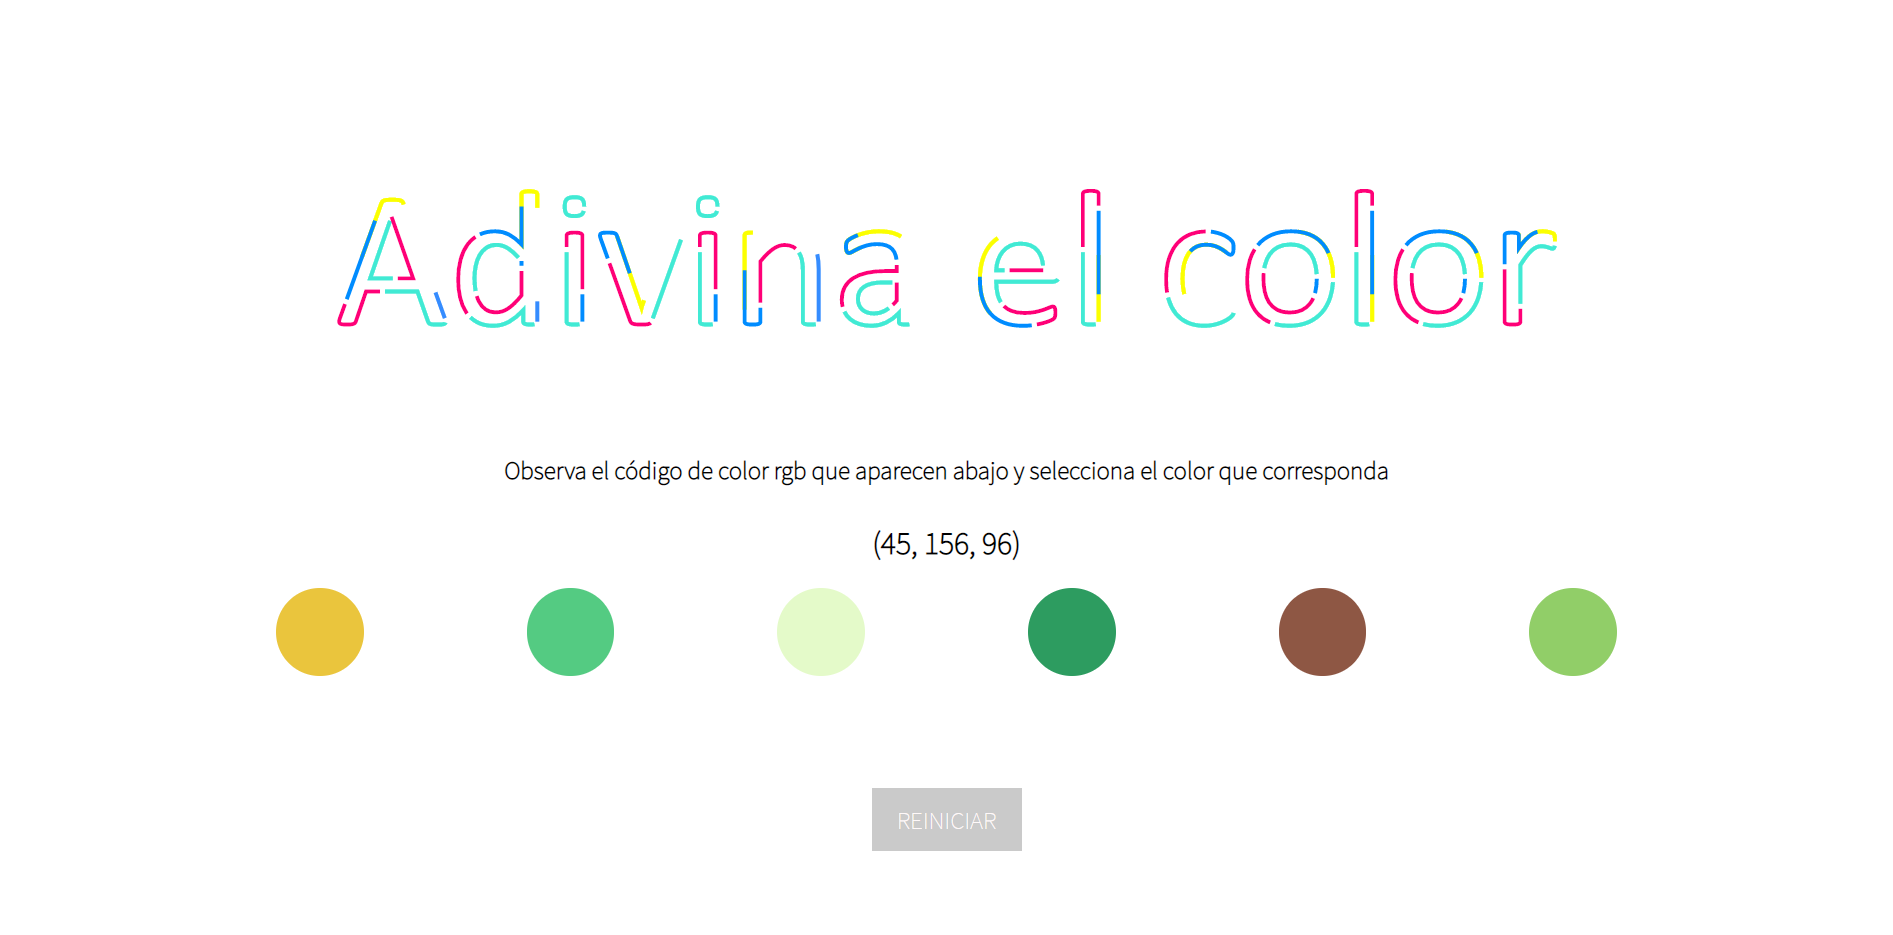 Adivina el color
Observa el código de color rgb que aparecen abajo y selecciona el color que corresponda
(45, 156, 96)
REINICIAR